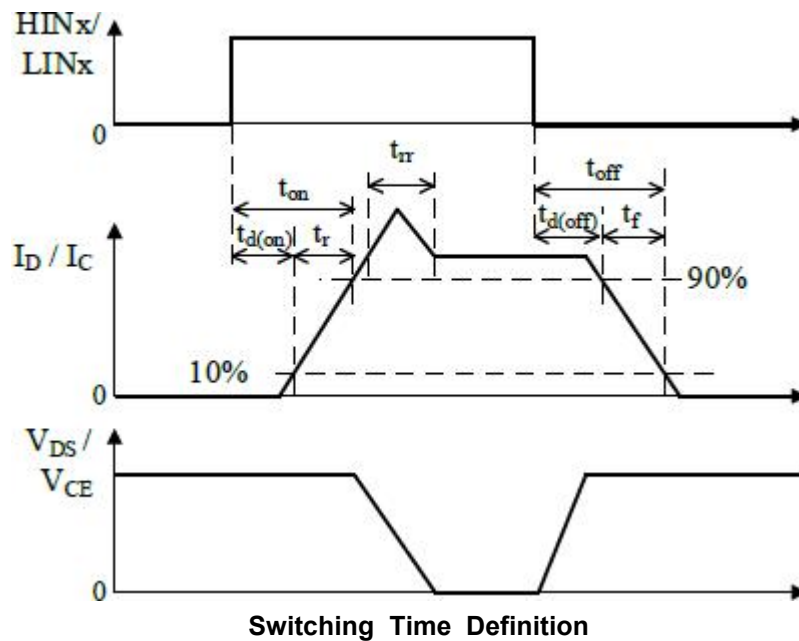 HINx/
LINx
0
trr
ton
toff
td(on)
tr
td(off)
tf
ID / IC
90%
10%
0
VDS /
VCE
0
Switching Time Definition